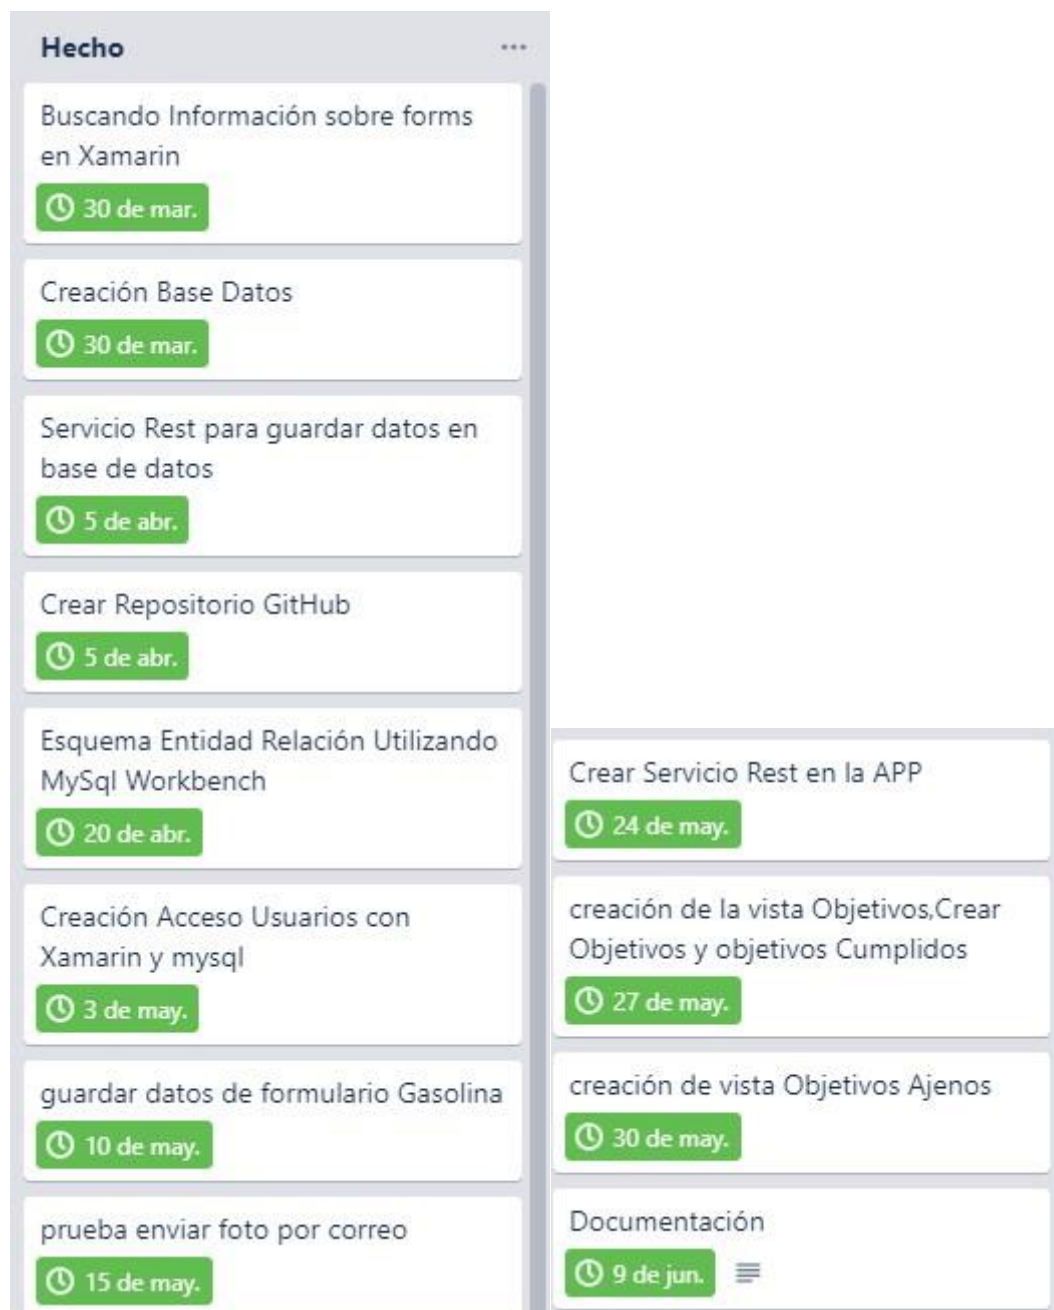 Hecho
Buscando Información sobre forms
en Xamarin
30 de mar.
Creación Base Datos
30 de mar.
Servicio Rest para guardar datos en
base de datos
5 de abr.
Crear Repositorio GitHub
5 de abr.
Esquema Entidad Relación Utilizando
MySql Workbench
20 de abr.
Creación Acceso Usuarios con
Xamarin y mysql
3 de may.
guardar datos de formulario Gasolina
10 de may.
prueba enviar foto por correo
15 de may.
Crear Servicio Rest en la APP
24 de may.
creación de la vista Objetivos,Crear
Objetivos y objetivos Cumplidos
27 de may.
creación de vista Objetivos Ajenos
30 de may.
Documentación
9 de jun.